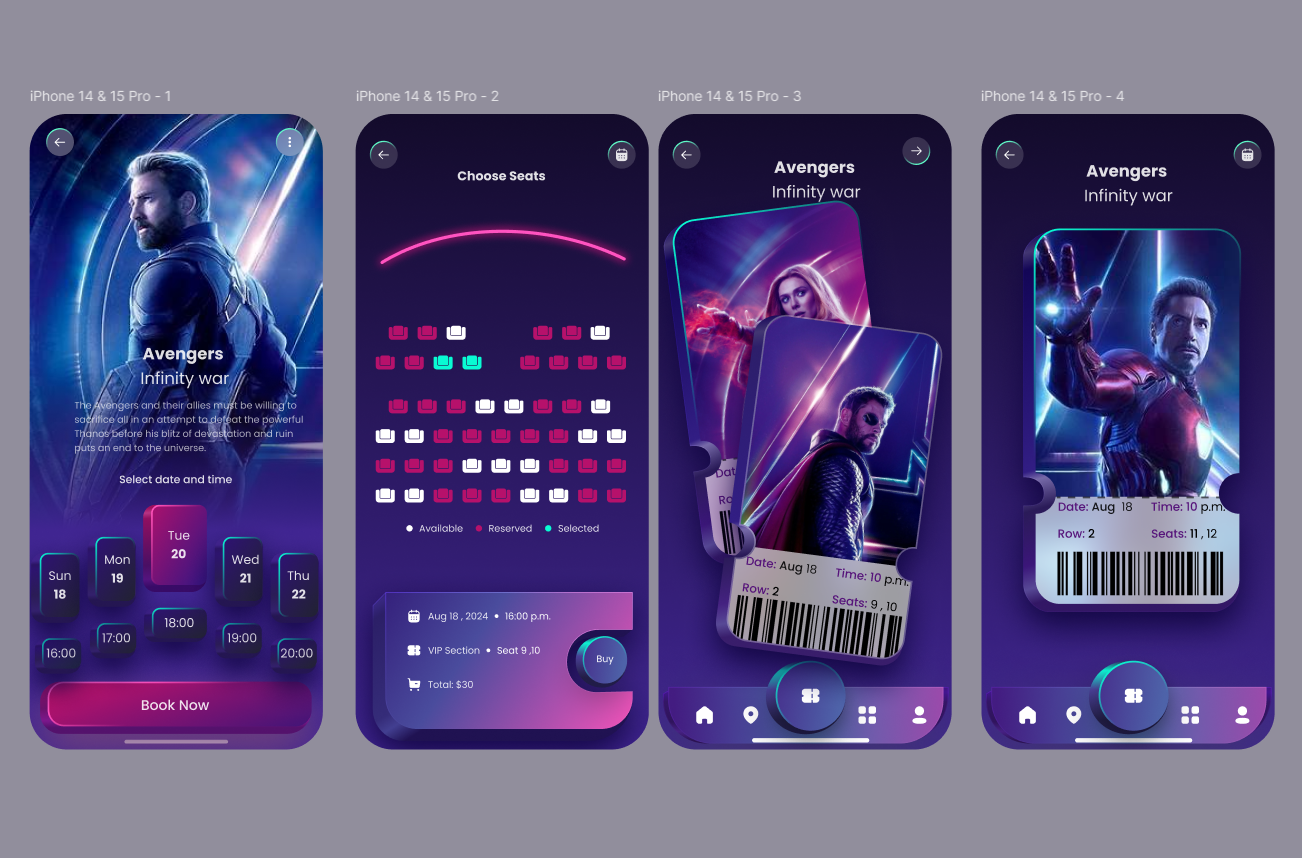 iPhone 14 & 15 Pro - 1
Avengers
Infinity war
The Avengers and their allies must be willing to
sacrifice all in an attempt to defeat the powerful
Thanos before his blitz of devastation and ruin
puts an end to the universe.
Select date and time
Sun
18
Mon
19
Tue
20
Wed
21
Thu
22
16:00
17:00
18:00
19:00
20:00
Book Now
iPhone 14 & 15 Pro - 2
Choose Seats
Available
Reserved
Selected
Aug 18 , 2024 • 16:00 p.m.
VIP Section • Seat 9 ,10
Total: $30
Buy
iPhone 14 & 15 Pro - 3
Avengers
Infinity war
Dat
Ro
Date: Aug 18
Time: 10 p.m.
Row: 2
Seats: 9 , 10
iPhone 14 & 15 Pro - 4
Avengers
Infinity war
Date: Aug 18
Time: 10 p.m.
Row: 2
Seats: 11 , 12